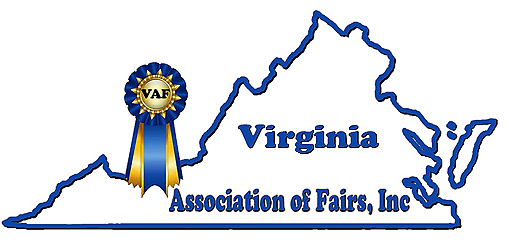 VAF
Virginia
Association of Fairs, Inc